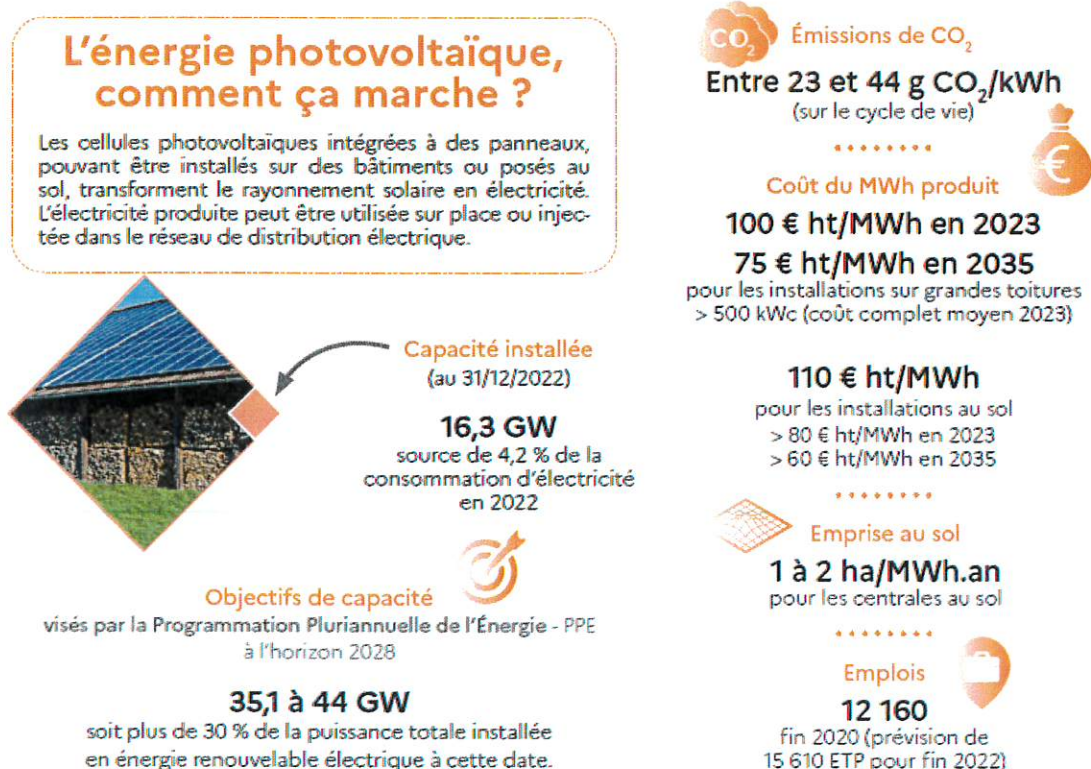 L'énergie photovoltaïque,
comment ça marche ?
Les cellules photovoltaïques intégrées à des panneaux,
pouvant être installés sur des bâtiments ou posés au
sol, transforment le rayonnement solaire en électricité.
L'électricité produite peut être utilisée sur place ou injec-
tée dans le réseau de distribution électrique.
Capacité installée
(au 31/12/2022)
16,3 GW
source de 4,2 % de la
consommation d'électricité
en 2022
Objectifs de capacité
visés par la Programmation Pluriannuelle de l'Énergie - PPE
à l'horizon 2028
35,1 à 44 GW
soit plus de 30 % de la puissance totale installée
en énergie renouvelable électrique à cette date.
CO₂
Émissions de CO₂
Entre 23 et 44 g CO₂/kWh
(sur le cycle de vie)
€
Coût du MWh produit
100 € ht/MWh en 2023
75 € ht/MWh en 2035
pour les installations sur grandes toitures
> 500 kWc (coût complet moyen 2023)
110 € ht/MWh
pour les installations au sol
> 80 € ht/MWh en 2023
> 60 € ht/MWh en 2035
Emprise au sol
1 à 2 ha/MWh.an
pour les centrales au sol
Emplois
12 160
fin 2020 (prévision de
15 610 ETP pour fin 2022)